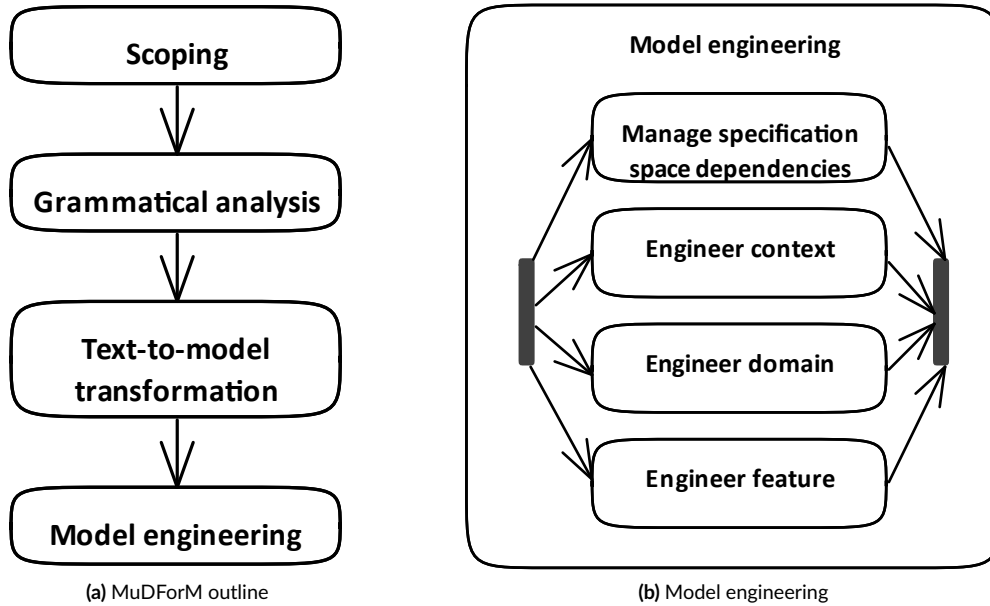 Scoping
Grammatical analysis
Text-to-model
transformation
Model engineering
(a) MuDForM outline
Model engineering
Manage specification
space dependencies
Engineer context
Engineer domain
Engineer feature
(b) Model engineering